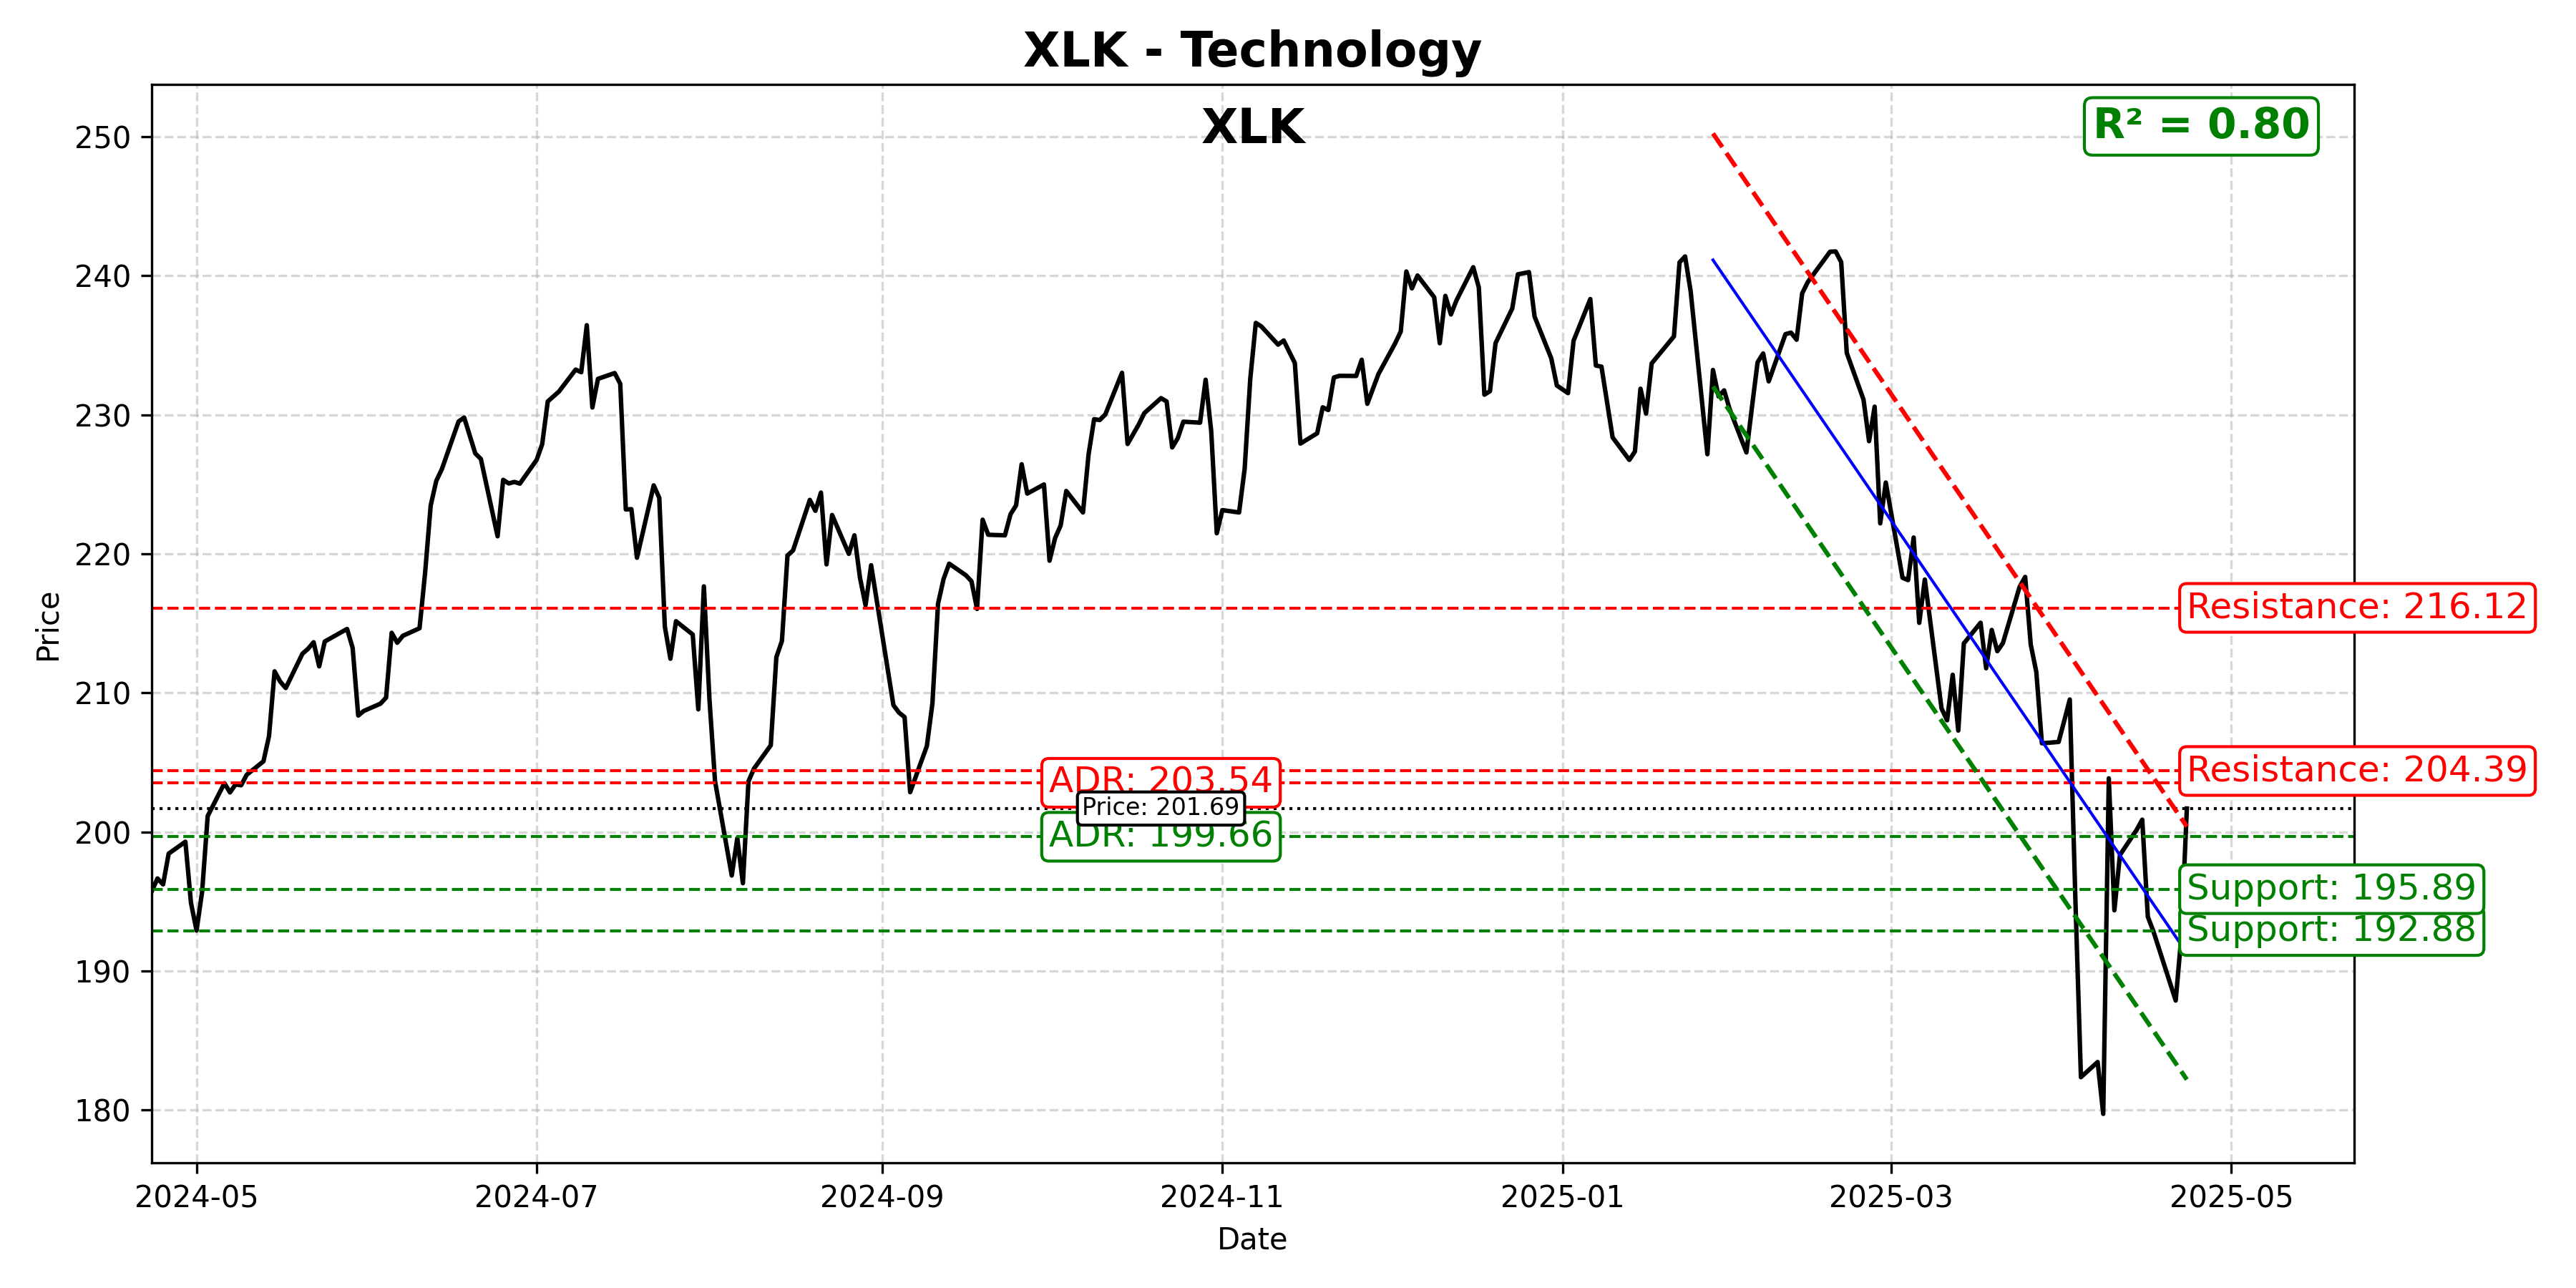 XLK - Technology
XLK
R² = 0.80
250
240
230
220
210
200
190
180
Price
Resistance: 216.12
Resistance: 204.39
ADR: 203.54
Price: 201.69
ADR: 199.66
Support: 195.89
Support: 192.88
2024-05
2024-07
2024-09
2024-11
2025-01
2025-03
2025-05
Date